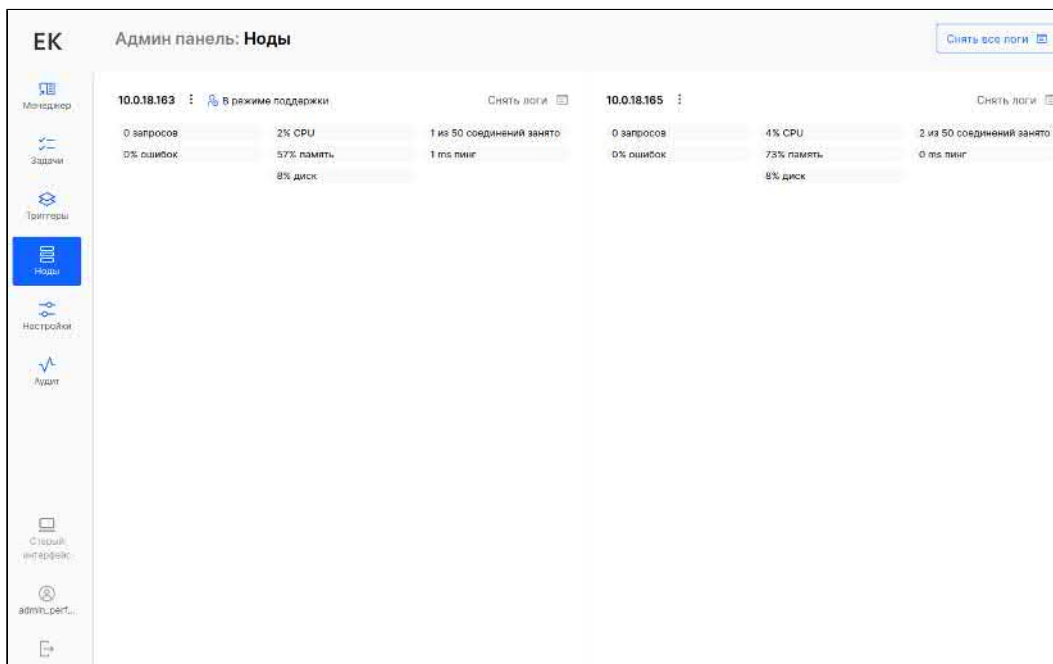 EK
Админ панель: Ноды
Снять все логи
Менеджер
Задачи
Триггеры
Ноды
Настройки
Аудит
Старый
интерфейс
admin_perf...
10.0.18.163
В режиме поддержки
Снять логи
0 запросов
2% CPU
1 из 50 соединений занято
0% ошибок
57% память
1 ms пинг
8% диск
10.0.18.165
Снять логи
0 запросов
4% CPU
2 из 50 соединений занято
0% ошибок
73% память
0 ms пинг
8% диск